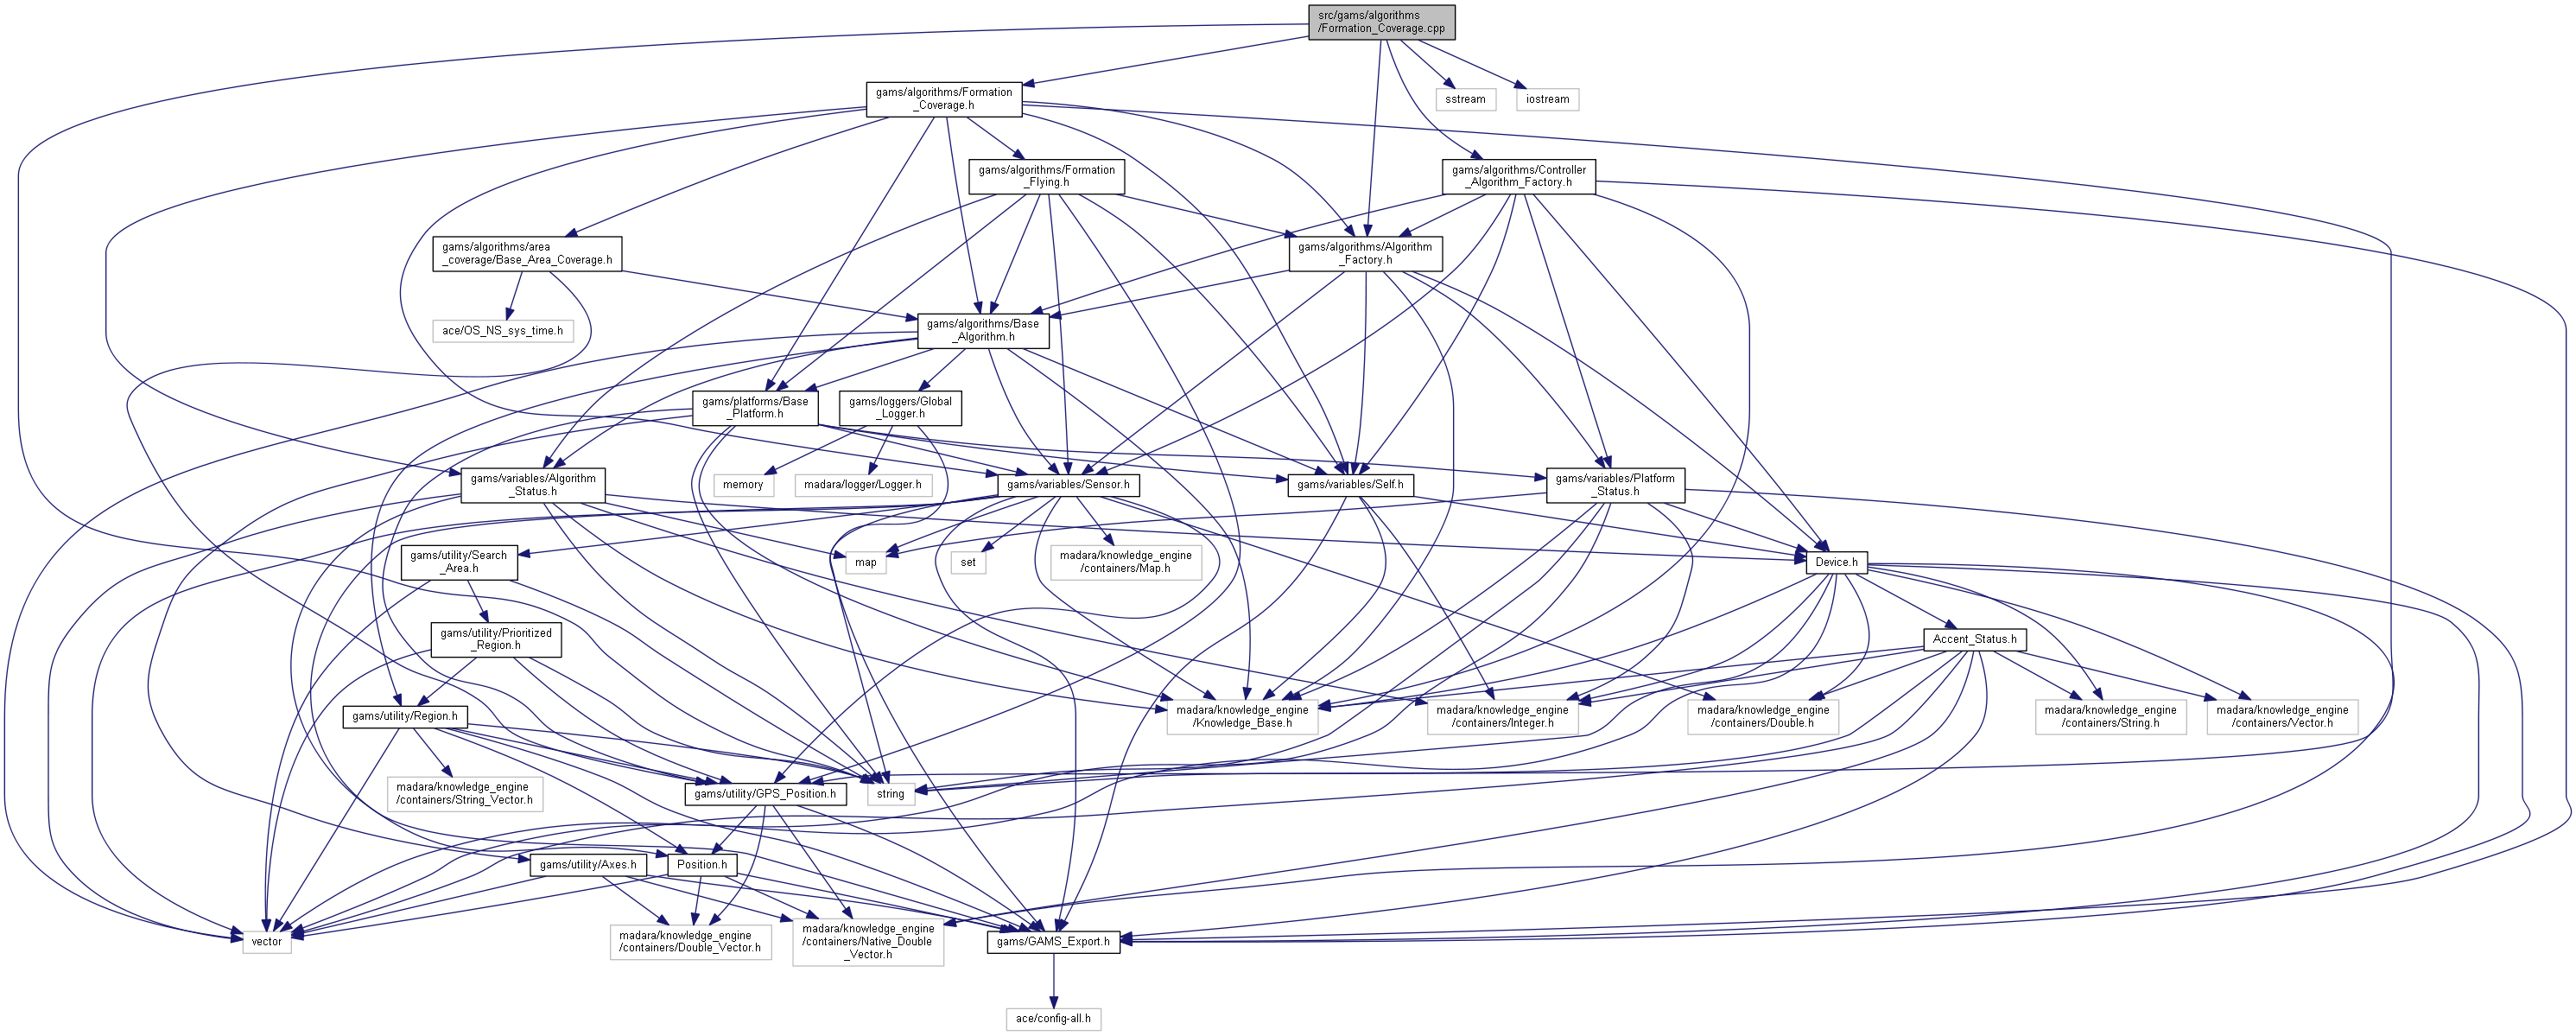 src/gams/algorithms
/Formation_Coverage.cpp
gams/algorithms/Formation
_Coverage.h
sstream
iostream
gams/algorithms/Formation
_Flying.h
gams/algorithms/Controller
_Algorithm_Factory.h
gams/algorithms/area
_coverage/Base_Area_Coverage.h
gams/algorithms/Algorithm
_Factory.h
ace/OS_NS_sys_time.h
gams/algorithms/Base
_Algorithm.h
gams/platforms/Base
_Platform.h
gams/loggers/Global
_Logger.h
gams/variables/Algorithm
_Status.h
memory
madara/logger/Logger.h
gams/variables/Sensor.h
gams/variables/Self.h
gams/variables/Platform
_Status.h
gams/utility/Search
_Area.h
map
set
madara/knowledge_engine
/containers/Map.h
Device.h
gams/utility/Prioritized
_Region.h
Accent_Status.h
gams/utility/Region.h
madara/knowledge_engine
/Knowledge_Base.h
madara/knowledge_engine
/containers/Integer.h
madara/knowledge_engine
/containers/Double.h
madara/knowledge_engine
/containers/String.h
madara/knowledge_engine
/containers/Vector.h
madara/knowledge_engine
/containers/String_Vector.h
gams/utility/GPS_Position.h
string
gams/utility/Axes.h
Position.h
vector
madara/knowledge_engine
/containers/Double_Vector.h
madara/knowledge_engine
/containers/Native_Double
_Vector.h
gams/GAMS_Export.h
ace/config-all.h